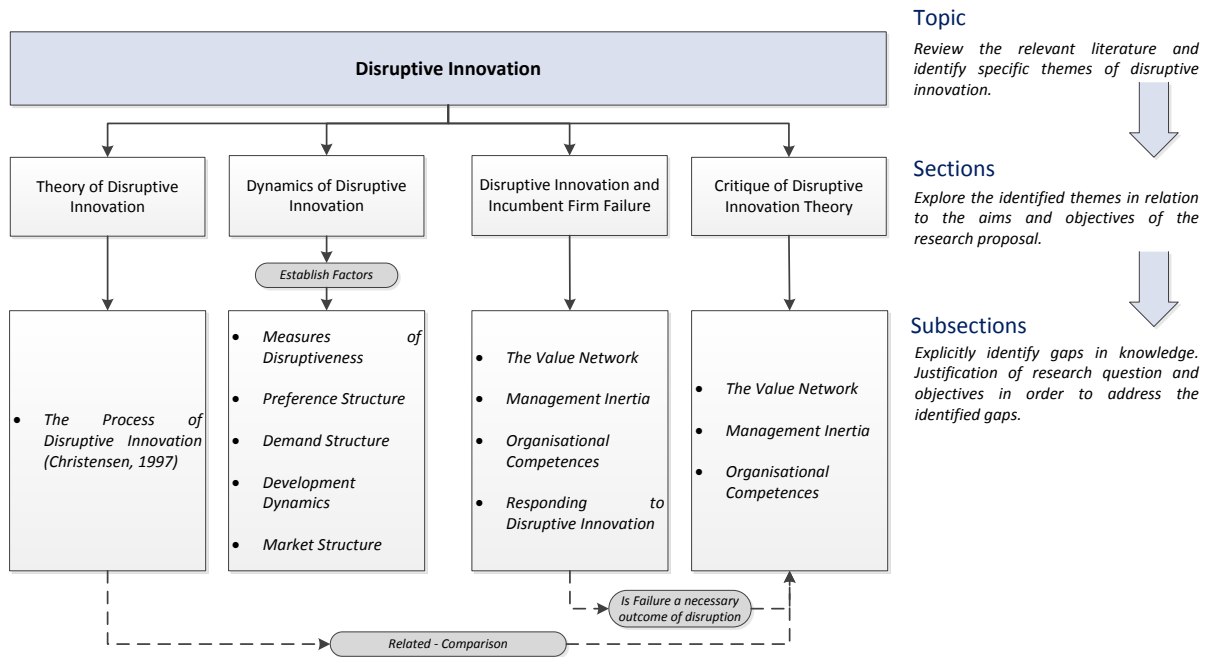 Disruptive Innovation
Theory of Disruptive
Innovation
Dynamics of Disruptive
Innovation
Disruptive Innovation and
Incumbent Firm Failure
Critique of Disruptive
Innovation Theory
Establish Factors
• The Process of
Disruptive Innovation
(Christensen, 1997)
• Measures of
Disruptiveness
• Preference Structure
• Demand Structure
• Development
Dynamics
• Market Structure
• The Value Network
• Management Inertia
• Organisational
Competences
• Responding to
Disruptive Innovation
• The Value Network
• Management Inertia
• Organisational
Competences
Is Failure a necessary
outcome of disruption
Related - Comparison
Topic
Review the relevant literature and
identify specific themes of disruptive
innovation.
Sections
Explore the identified themes in relation
to the aims and objectives of the
research proposal.
Subsections
Explicitly identify gaps in knowledge.
Justification of research question and
objectives in order to address the
identified gaps.